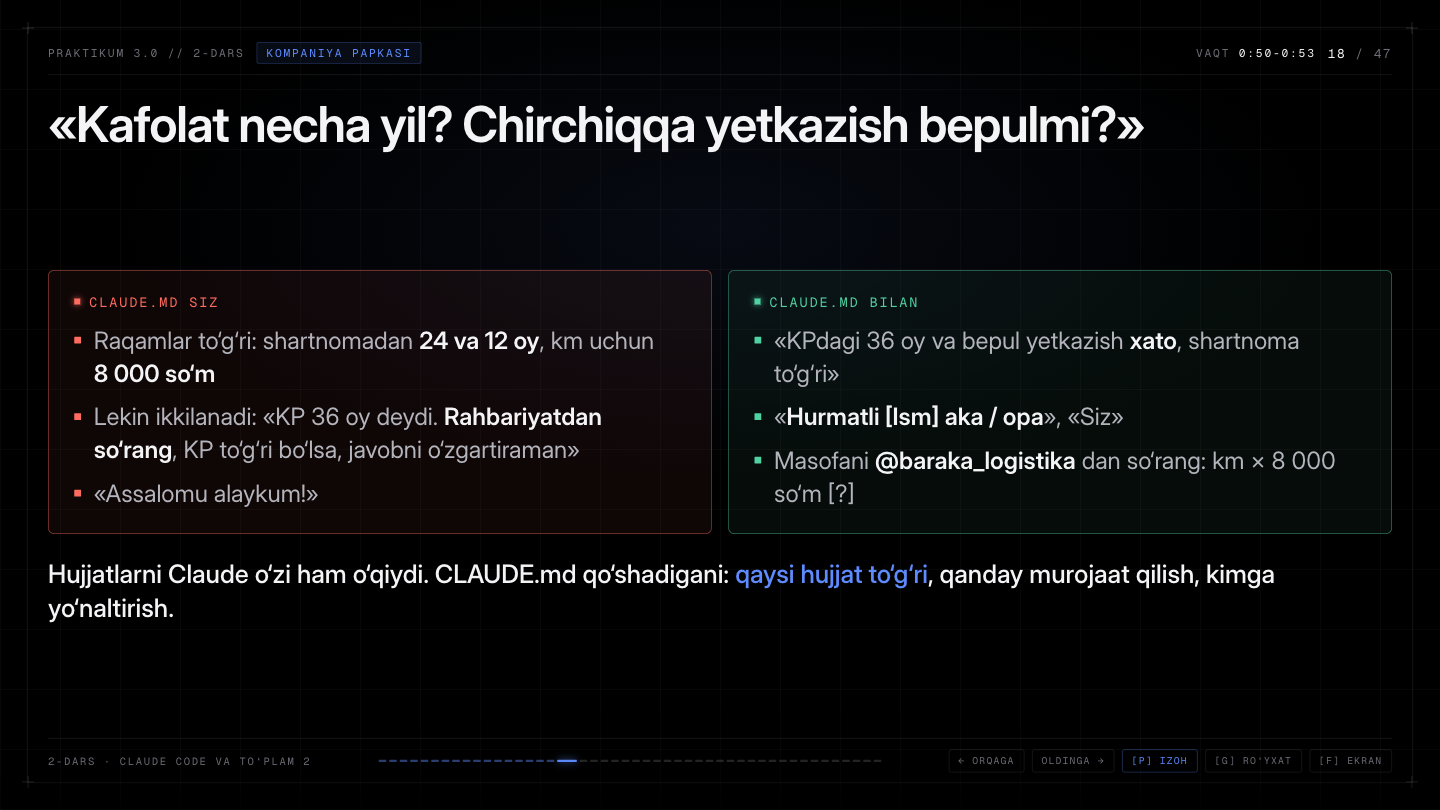 PRAKTIKUM 3.0 // 2-DARS KOMPANIYA PAPKASI VAQT 0:50-0:53 18 / 47
«Kafolat necha yil? Chirchiqqa yetkazish bepulmi?»
CLAUDE.MD SIZ
Raqamlar to‘g‘ri: shartnomadan 24 va 12 oy, km uchun
8 000 so‘m
Lekin ikkilanadi: «KP 36 oy deydi. Rahbariyatdan
so‘rang, KP to‘g‘ri bo‘lsa, javobni o‘zgartiraman»
«Assalomu alaykum!»
CLAUDE.MD BILAN
«KPdagi 36 oy va bepul yetkazish xato, shartnoma
to‘g‘ri»
«Hurmatli [Ism] aka / opa», «Siz»
Masofani @baraka_logistika dan so‘rang: km × 8 000
so‘m [?]
Hujjatlarni Claude o‘zi ham o‘qiydi. CLAUDE.md qo‘shadigani: qaysi hujjat to‘g‘ri, qanday murojaat qilish, kimga
yo‘naltirish.
2-DARS · CLAUDE CODE VA TO‘PLAM 2 ← ORQAGA OLDINGA → [P] IZOH [G] RO‘YXAT [F] EKRAN